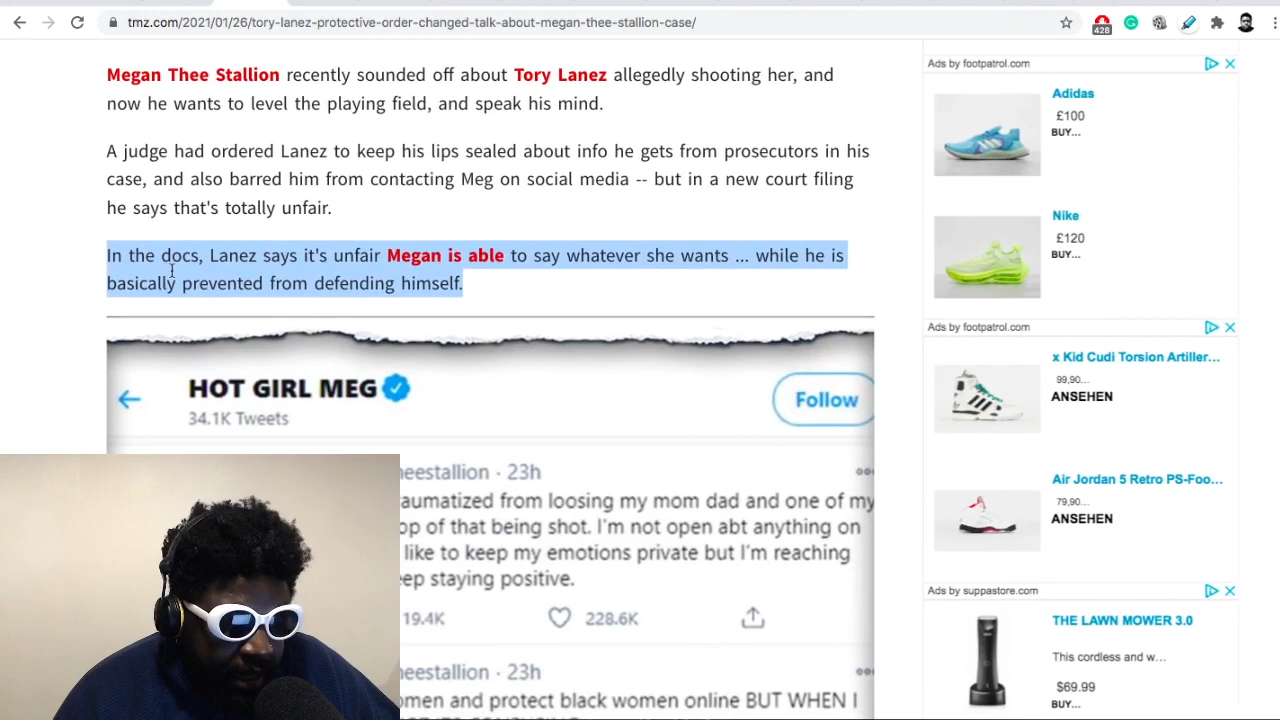 tmz.com/2021/01/26/tory-lanez-protective-order-changed-talk-about-megan-thee-stallion-case/
428
Megan Thee Stallion recently sounded off about Tory Lanez allegedly shooting her, and
now he wants to level the playing field, and speak his mind.
A judge had ordered Lanez to keep his lips sealed about info he gets from prosecutors in his
case, and also barred him from contacting Meg on social media -- but in a new court filing
he says that's totally unfair.
In the docs, Lanez says it's unfair Megan is able to say whatever she wants ... while he is
basically prevented from defending himself.
HOT GIRL MEG
34.1K Tweets
Follow
heestallion · 23h
aumatized from loosing my mom dad and one of my
op of that being shot. I'm not open abt anything on
like to keep my emotions private but I'm reaching
eep staying positive.
19.4K
228.6K
heestallion · 23h
omen and protect black women online BUT WHEN I
Ads by footpatrol.com
Adidas
£100
BUY...
Nike
£120
BUY...
Ads by footpatrol.com
x Kid Cudi Torsion Artiller...
99,90...
ANSEHEN
Air Jordan 5 Retro PS-Foo...
79,90...
ANSEHEN
Ads by suppastore.com
THE LAWN MOWER 3.0
This cordless and w...
$69.99
BUY...